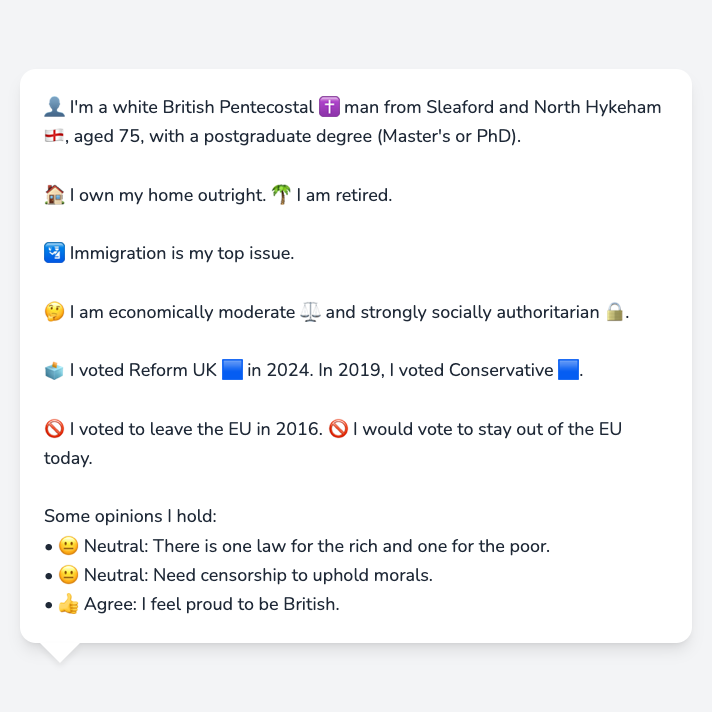 👤 I'm a white British Pentecostal ✝️ man from Sleaford and North Hykeham
🏴󠁧󠁢󠁥󠁮󠁧󠁿, aged 75, with a postgraduate degree (Master's or PhD).
🏠 I own my home outright. 🌴 I am retired.
🛂 Immigration is my top issue.
🤔 I am economically moderate ⚖️ and strongly socially authoritarian 🔒.
🗳️ I voted Reform UK 🟦 in 2024. In 2019, I voted Conservative 🟦.
🚫 I voted to leave the EU in 2016. 🚫 I would vote to stay out of the EU
today.
Some opinions I hold:
• 😐 Neutral: There is one law for the rich and one for the poor.
• 😐 Neutral: Need censorship to uphold morals.
• 👍 Agree: I feel proud to be British.